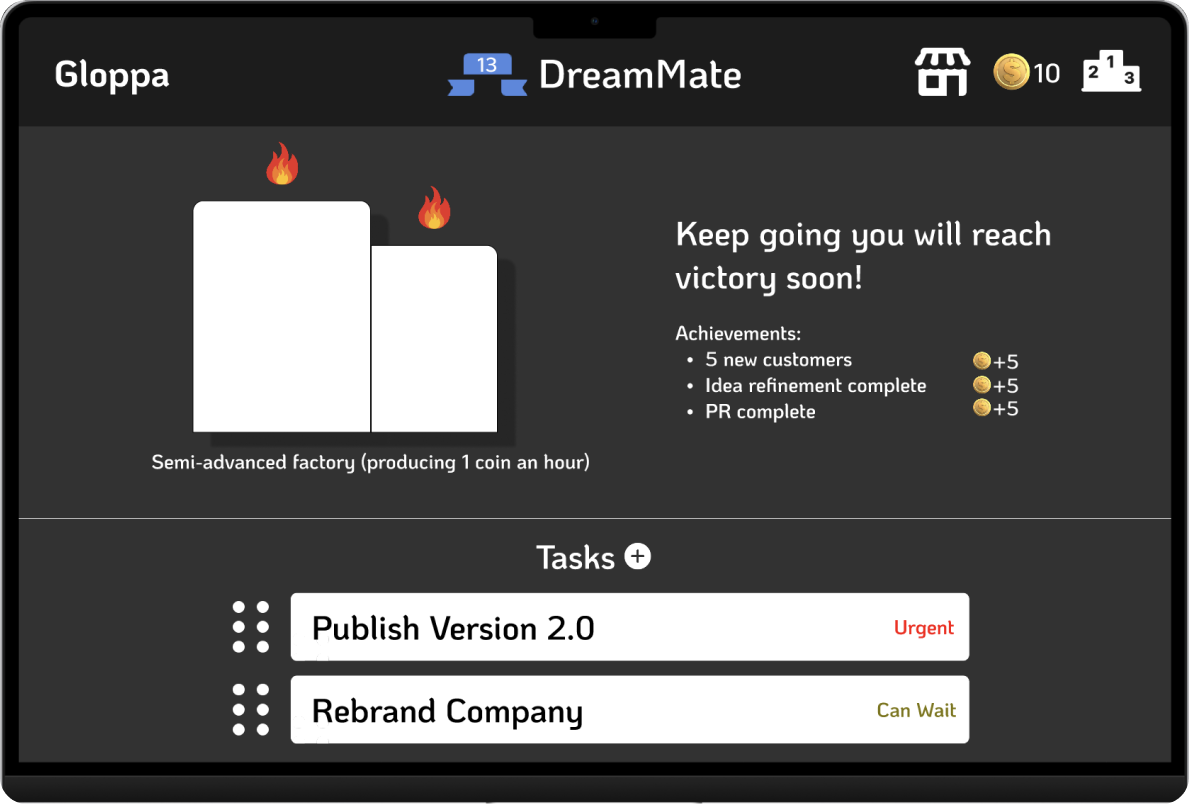 Gloppa
13
DreamMate
10
2 1 3
Keep going you will reach
victory soon!
Achievements:
• 5 new customers +5
• Idea refinement complete +5
• PR complete +5
Semi-advanced factory (producing 1 coin an hour)
Tasks +
Publish Version 2.0 Urgent
Rebrand Company Can Wait